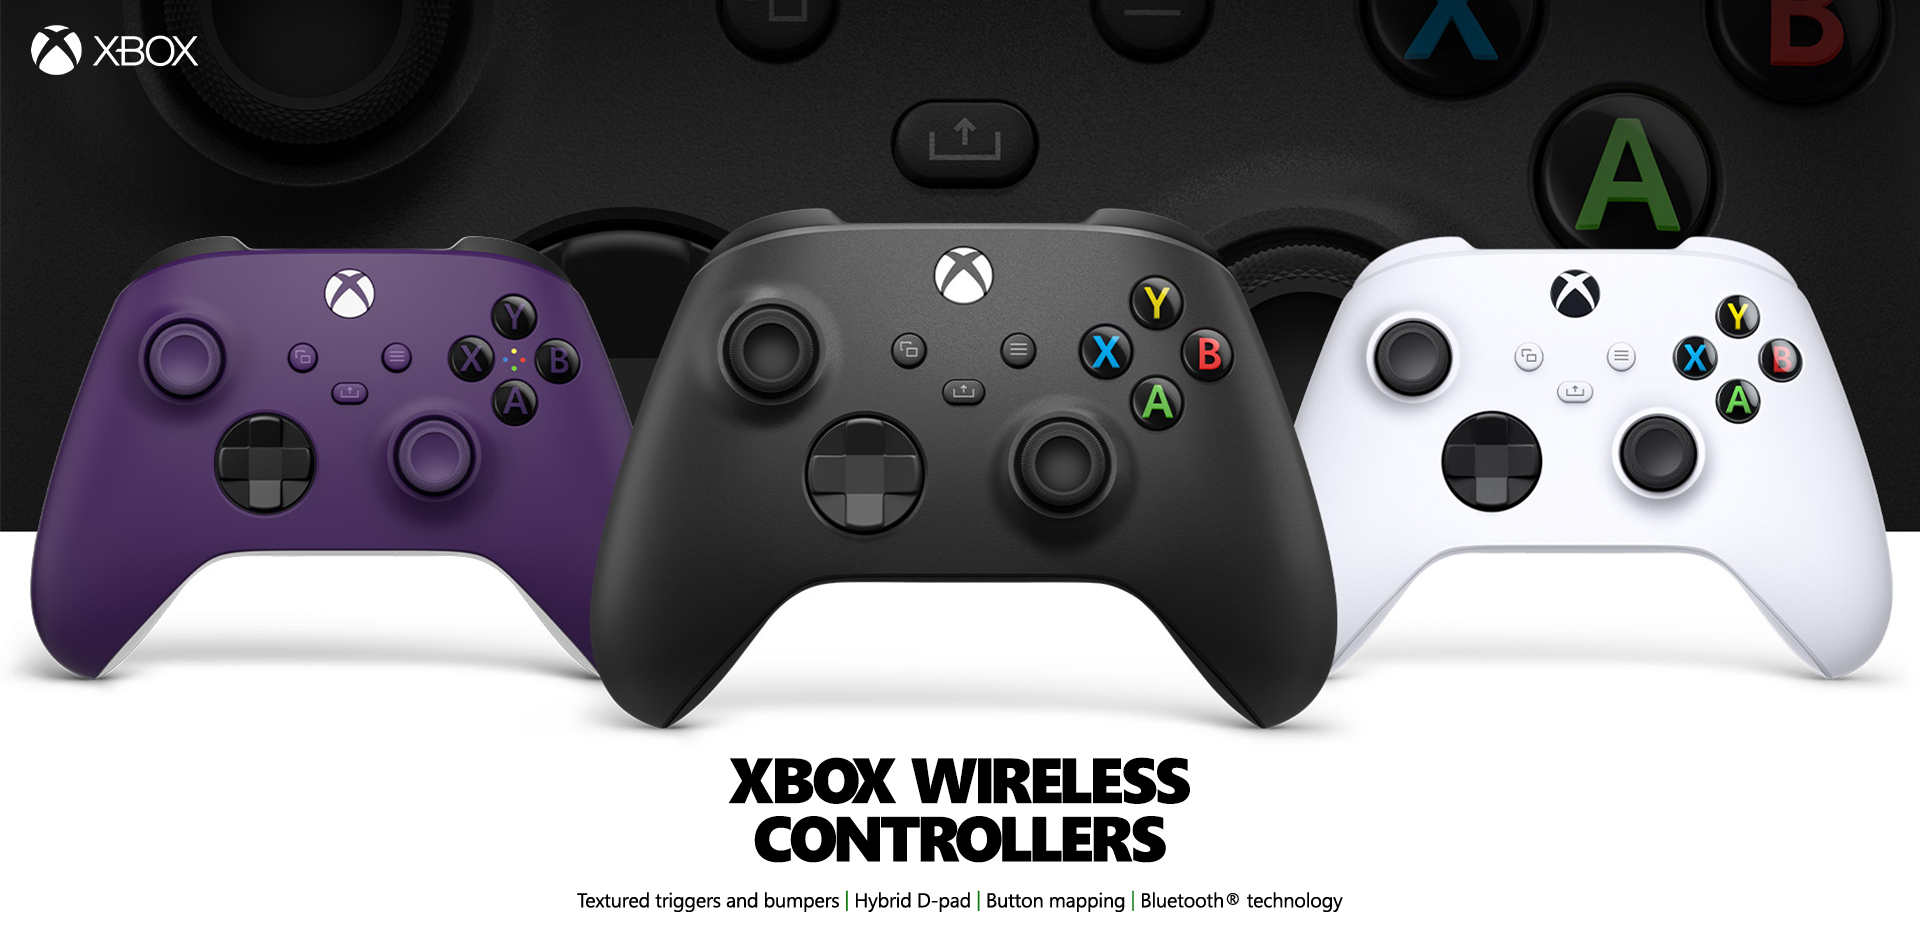 XBOX
X B
A
Y
X B
A
Y
X B
A
Y
X B
A
XBOX WIRELESS
CONTROLLERS
Textured triggers and bumpers | Hybrid D-pad | Button mapping | Bluetooth® technology